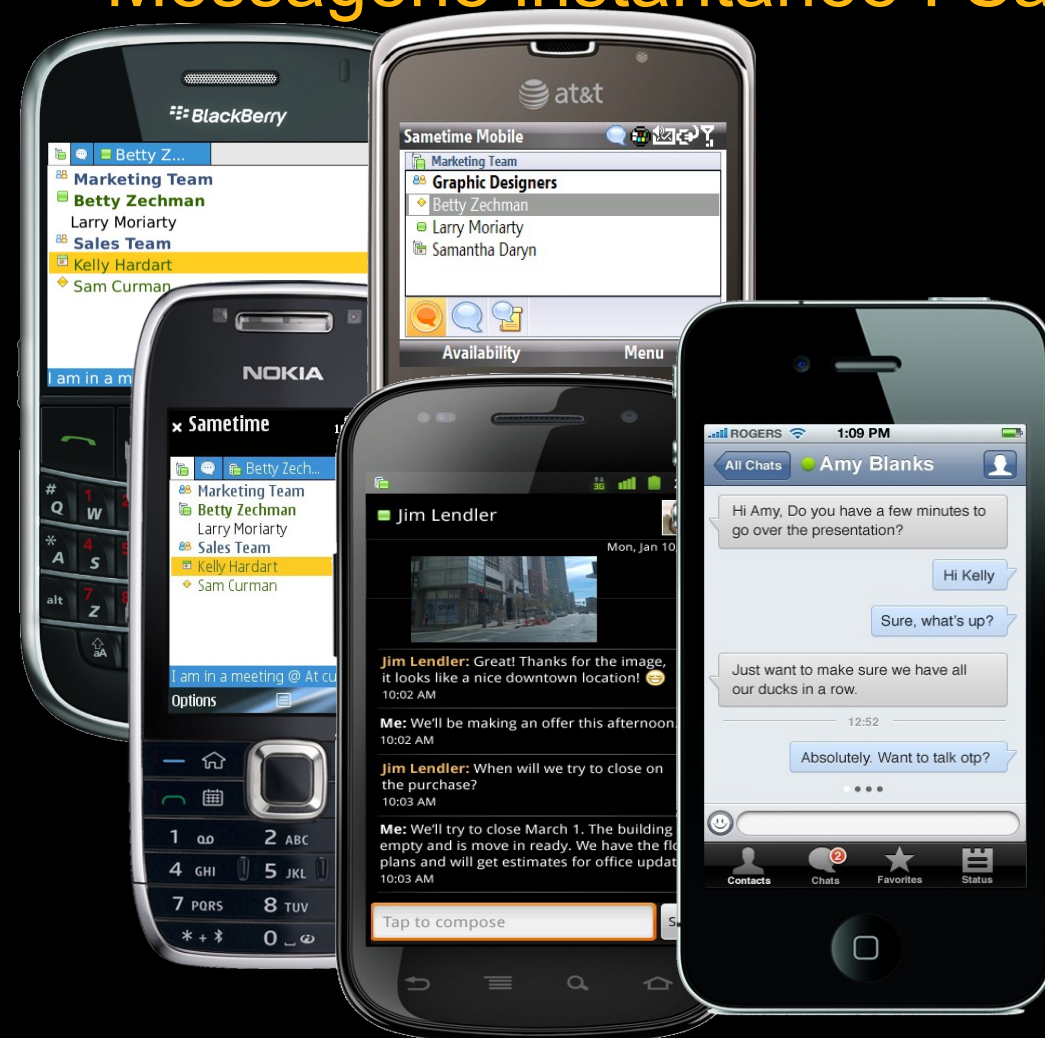 BlackBerry
Betty Z...
Marketing Team
Betty Zechman
Larry Moriarty
Sales Team
Kelly Hardart
Sam Curman
I am in a m
at&t
Sametime Mobile
Marketing Team
Graphic Designers
Betty Zechman
Larry Moriarty
Samantha Daryn
Availability Menu
NOKIA
x Sametime
Betty Zech...
Marketing Team
Betty Zechman
Larry Moriarty
Sales Team
Kelly Hardart
Sam Curman
I am in a meeting @ At cu
Options
# Q 1 W
* A 4 S
alt 7 Z
aA
1 2 ABC
4 GHI 5 JKL
7 PQRS 8 TUV
* + 0
3G
Jim Lendler
Mon, Jan 10,
Jim Lendler: Great! Thanks for the image,
it looks like a nice downtown location!
10:02 AM
Me: We'll be making an offer this afternoon.
10:02 AM
Jim Lendler: When will we try to close on
the purchase?
10:03 AM
Me: We'll try to close March 1. The building
empty and is move in ready. We have the flo
plans and will get estimates for office updat
10:03 AM
Tap to compose
ROGERS 1:09 PM
All Chats Amy Blanks
Hi Amy, Do you have a few minutes to
go over the presentation?
Hi Kelly
Sure, what's up?
Just want to make sure we have all
our ducks in a row.
12:52
Absolutely. Want to talk otp?
2
Contacts Chats Favorites Status